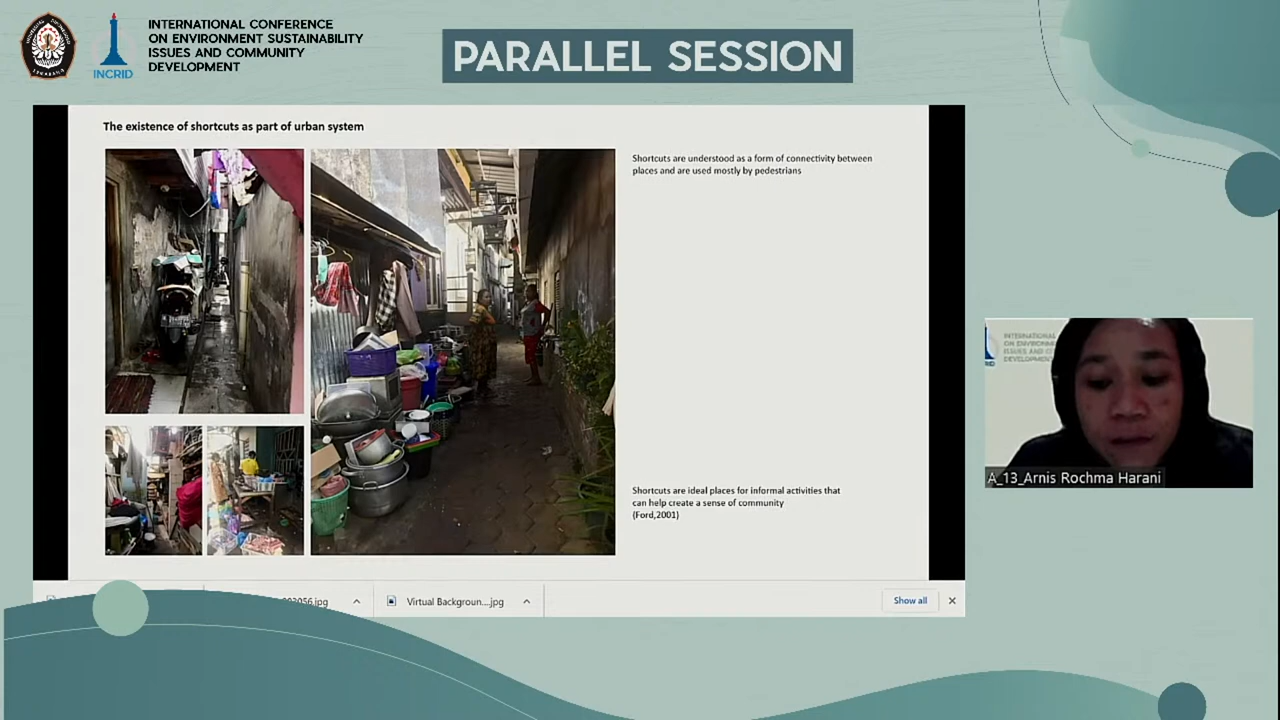 INTERNATIONAL CONFERENCE
ON ENVIRONMENT SUSTAINABILITY
ISSUES AND COMMUNITY
DEVELOPMENT
INCRID
PARALLEL SESSION
The existence of shortcuts as part of urban system
Shortcuts are understood as a form of connectivity between
places and are used mostly by pedestrians
Shortcuts are ideal places for informal activities that
can help create a sense of community
(Ford,2001)
A_13_Arnis Rochma Harani
Virtual Backgroun....jpg
Show all